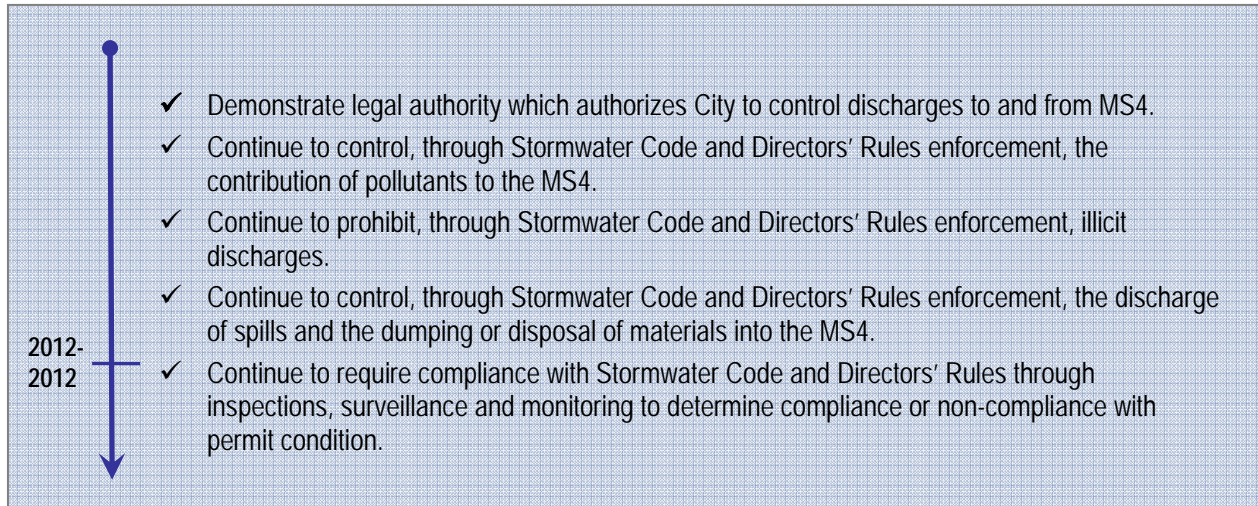 ✓ Demonstrate legal authority which authorizes City to control discharges to and from MS4.
✓ Continue to control, through Stormwater Code and Directors’ Rules enforcement, the
contribution of pollutants to the MS4.
✓ Continue to prohibit, through Stormwater Code and Directors’ Rules enforcement, illicit
discharges.
✓ Continue to control, through Stormwater Code and Directors’ Rules enforcement, the discharge
of spills and the dumping or disposal of materials into the MS4.
2012-
2012
✓ Continue to require compliance with Stormwater Code and Directors’ Rules through
inspections, surveillance and monitoring to determine compliance or non-compliance with
permit condition.